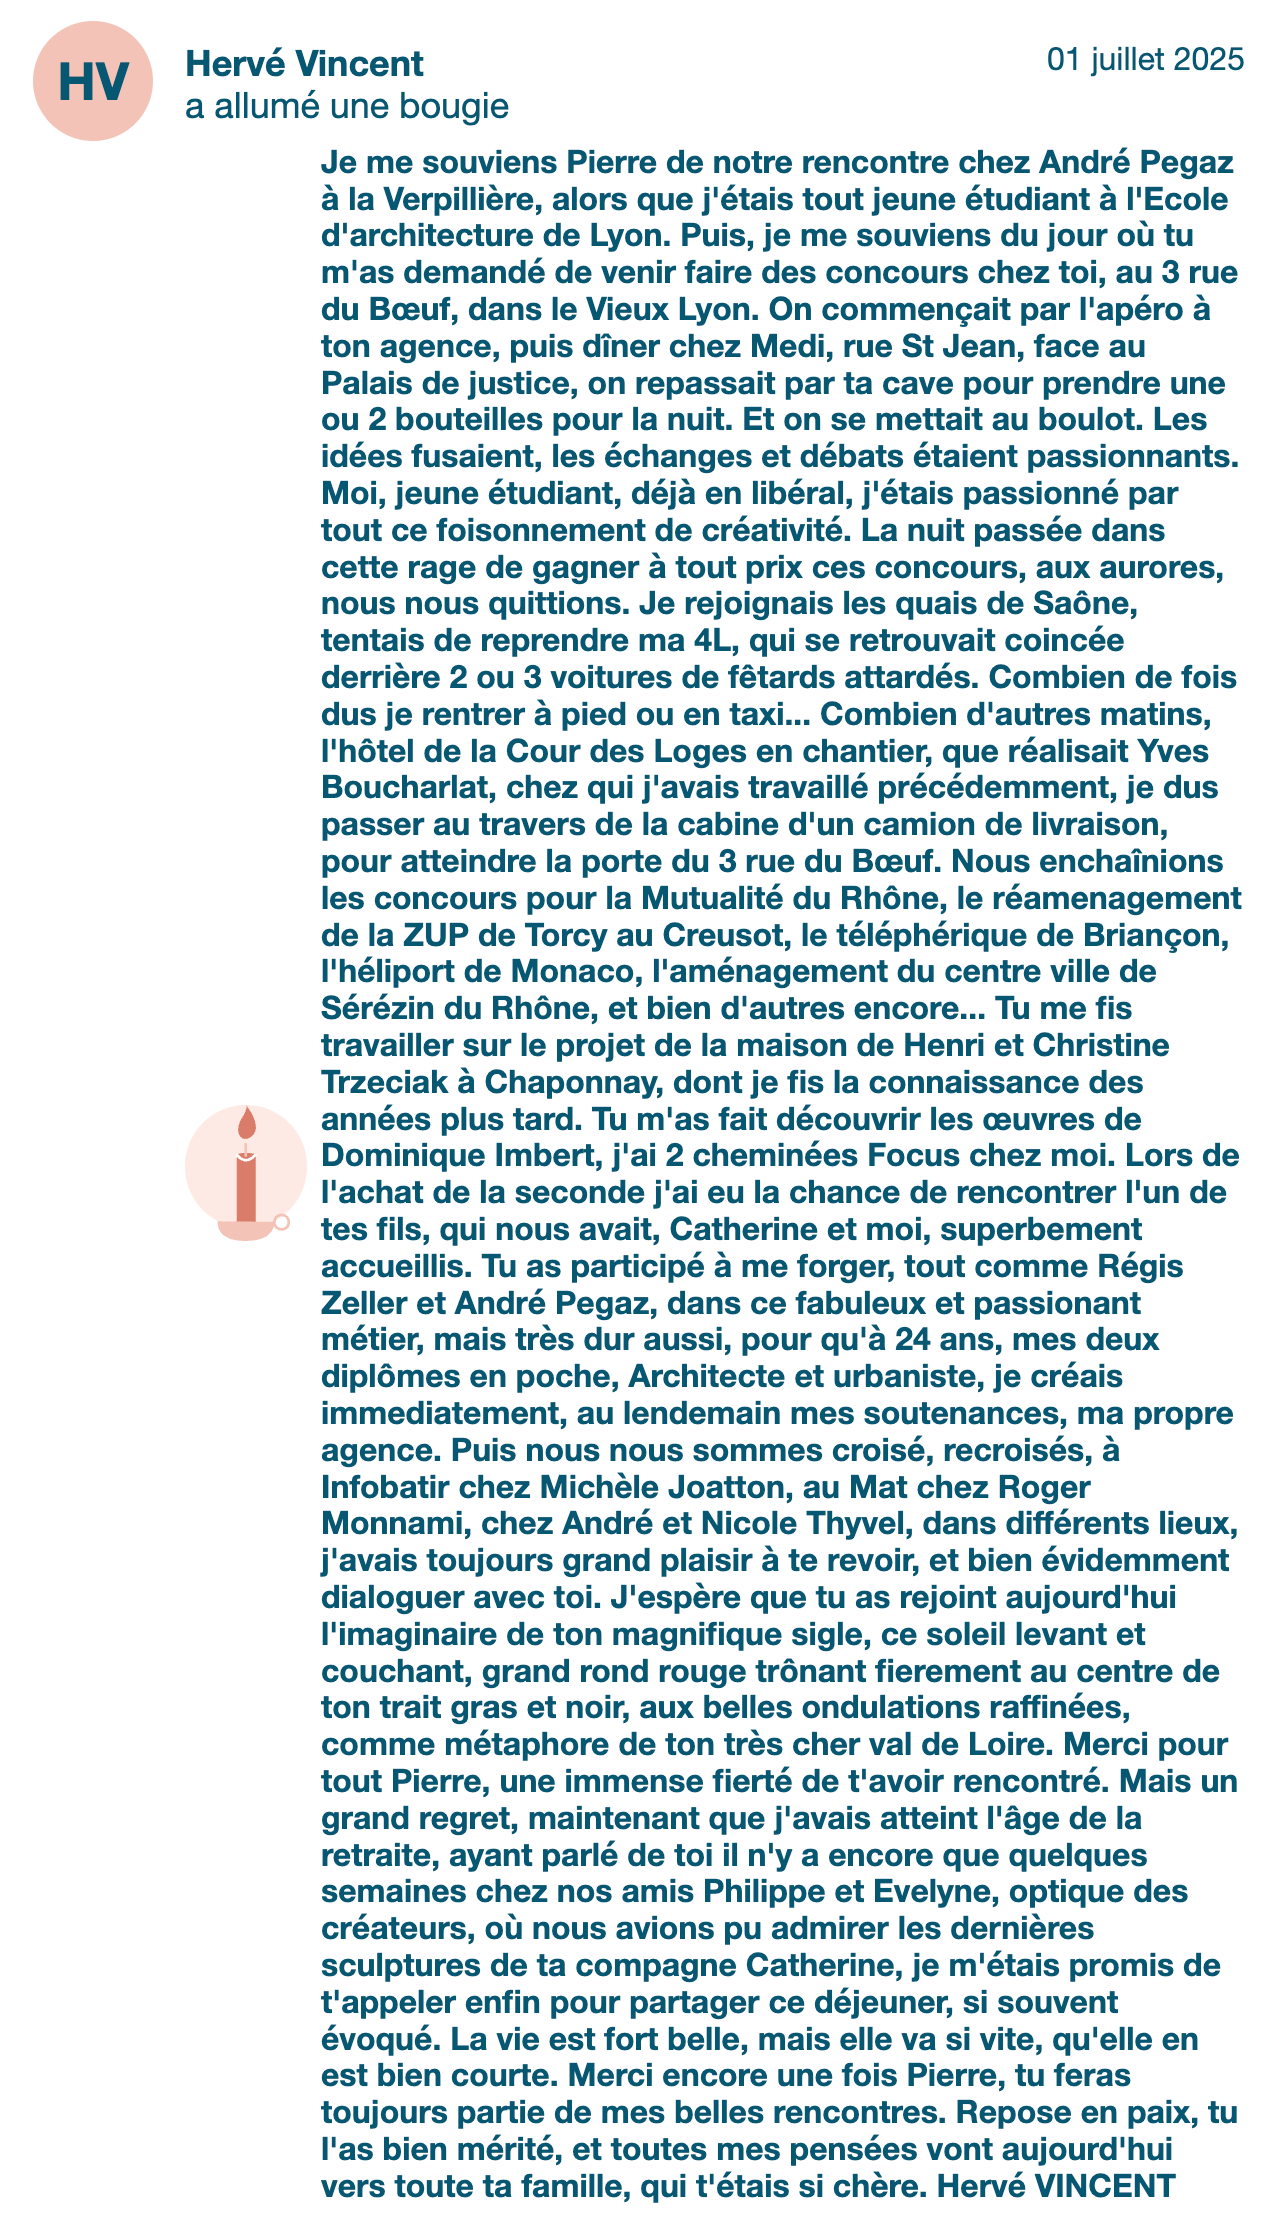 HV
Hervé Vincent
a allumé une bougie
01 juillet 2025
Je me souviens Pierre de notre rencontre chez André Pegaz
à la Verpillière, alors que j'étais tout jeune étudiant à l'Ecole
d'architecture de Lyon. Puis, je me souviens du jour où tu
m'as demandé de venir faire des concours chez toi, au 3 rue
du Bœuf, dans le Vieux Lyon. On commençait par l'apéro à
ton agence, puis dîner chez Medi, rue St Jean, face au
Palais de justice, on repassait par ta cave pour prendre une
ou 2 bouteilles pour la nuit. Et on se mettait au boulot. Les
idées fusaient, les échanges et débats étaient passionnants.
Moi, jeune étudiant, déjà en libéral, j'étais passionné par
tout ce foisonnement de créativité. La nuit passée dans
cette rage de gagner à tout prix ces concours, aux aurores,
nous nous quittions. Je rejoignais les quais de Saône,
tentais de reprendre ma 4L, qui se retrouvait coincée
derrière 2 ou 3 voitures de fêtards attardés. Combien de fois
dus je rentrer à pied ou en taxi... Combien d'autres matins,
l'hôtel de la Cour des Loges en chantier, que réalisait Yves
Boucharlat, chez qui j'avais travaillé précédemment, je dus
passer au travers de la cabine d'un camion de livraison,
pour atteindre la porte du 3 rue du Bœuf. Nous enchaînions
les concours pour la Mutualité du Rhône, le réamenagement
de la ZUP de Torcy au Creusot, le téléphérique de Briançon,
l'héliport de Monaco, l'aménagement du centre ville de
Sérézin du Rhône, et bien d'autres encore... Tu me fis
travailler sur le projet de la maison de Henri et Christine
Trzeciak à Chaponnay, dont je fis la connaissance des
années plus tard. Tu m'as fait découvrir les œuvres de
Dominique Imbert, j'ai 2 cheminées Focus chez moi. Lors de
l'achat de la seconde j'ai eu la chance de rencontrer l'un de
tes fils, qui nous avait, Catherine et moi, superbement
accueillis. Tu as participé à me forger, tout comme Régis
Zeller et André Pegaz, dans ce fabuleux et passionant
métier, mais très dur aussi, pour qu'à 24 ans, mes deux
diplômes en poche, Architecte et urbaniste, je créais
immediatement, au lendemain mes soutenances, ma propre
agence. Puis nous nous sommes croisé, recroisés, à
Infobatir chez Michèle Joatton, au Mat chez Roger
Monnami, chez André et Nicole Thyvel, dans différents lieux,
j'avais toujours grand plaisir à te revoir, et bien évidemment
dialoguer avec toi. J'espère que tu as rejoint aujourd'hui
l'imaginaire de ton magnifique sigle, ce soleil levant et
couchant, grand rond rouge trônant fierement au centre de
ton trait gras et noir, aux belles ondulations raffinées,
comme métaphore de ton très cher val de Loire. Merci pour
tout Pierre, une immense fierté de t'avoir rencontré. Mais un
grand regret, maintenant que j'avais atteint l'âge de la
retraite, ayant parlé de toi il n'y a encore que quelques
semaines chez nos amis Philippe et Evelyne, optique des
créateurs, où nous avions pu admirer les dernières
sculptures de ta compagne Catherine, je m'étais promis de
t'appeler enfin pour partager ce déjeuner, si souvent
évoqué. La vie est fort belle, mais elle va si vite, qu'elle en
est bien courte. Merci encore une fois Pierre, tu feras
toujours partie de mes belles rencontres. Repose en paix, tu
l'as bien mérité, et toutes mes pensées vont aujourd'hui
vers toute ta famille, qui t'étais si chère. Hervé VINCENT